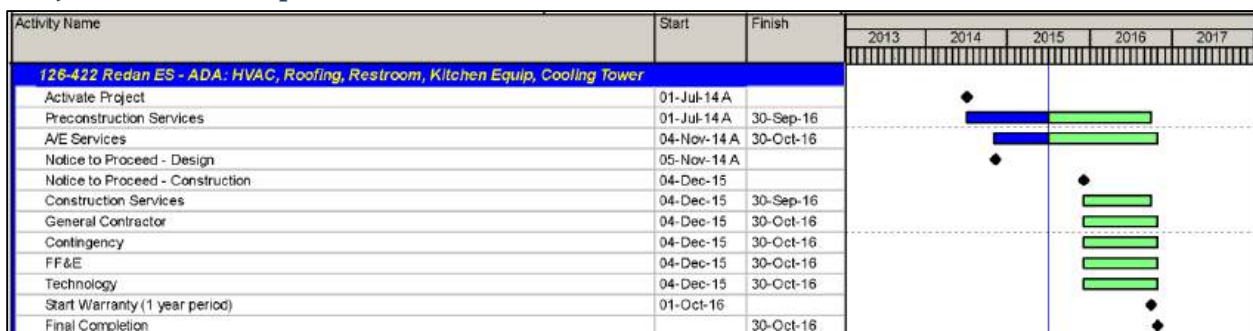 Activity Name Start Finish
2013 2014 2015 2016 2017
126-422 Redan ES - ADA: HVAC, Roofing, Restroom, Kitchen Equip, Cooling Tower
Activate Project 01-Jul-14 A
Preconstruction Services 01-Jul-14 A 30-Sep-16
A/E Services 04-Nov-14 A 30-Oct-16
Notice to Proceed - Design 05-Nov-14 A
Notice to Proceed - Construction 04-Dec-15
Construction Services 04-Dec-15 30-Sep-16
General Contractor 04-Dec-15 30-Oct-16
Contingency 04-Dec-15 30-Oct-16
FF&E 04-Dec-15 30-Oct-16
Technology 04-Dec-15 30-Oct-16
Start Warranty (1 year period) 01-Oct-16
Final Completion 30-Oct-16